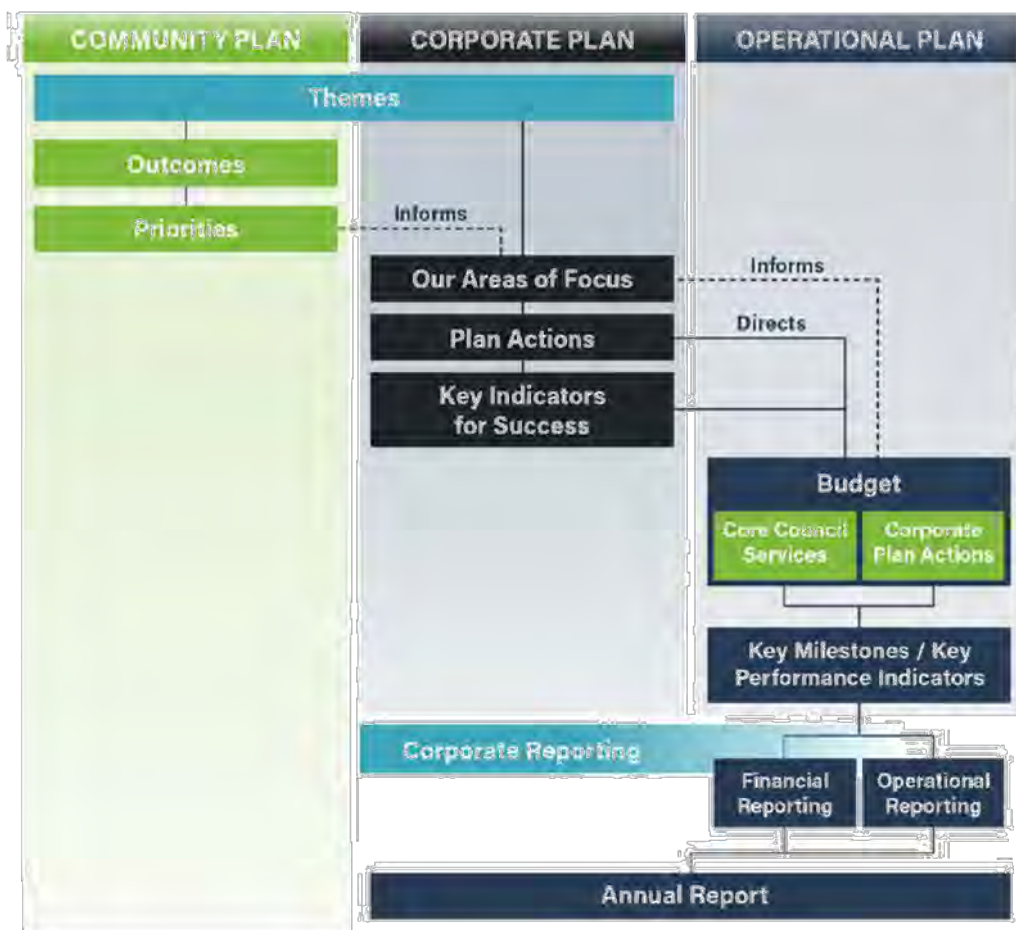 COMMUNITY PLAN
CORPORATE PLAN
OPERATIONAL PLAN
Themes
Outcomes
Priorities
Informs
Our Areas of Focus
Informs
Plan Actions
Directs
Key Indicators
for Success
Budget
Core Council
Services
Corporate
Plan Actions
Key Milestones / Key
Performance Indicators
Corporate Reporting
Financial
Reporting
Operational
Reporting
Annual Report